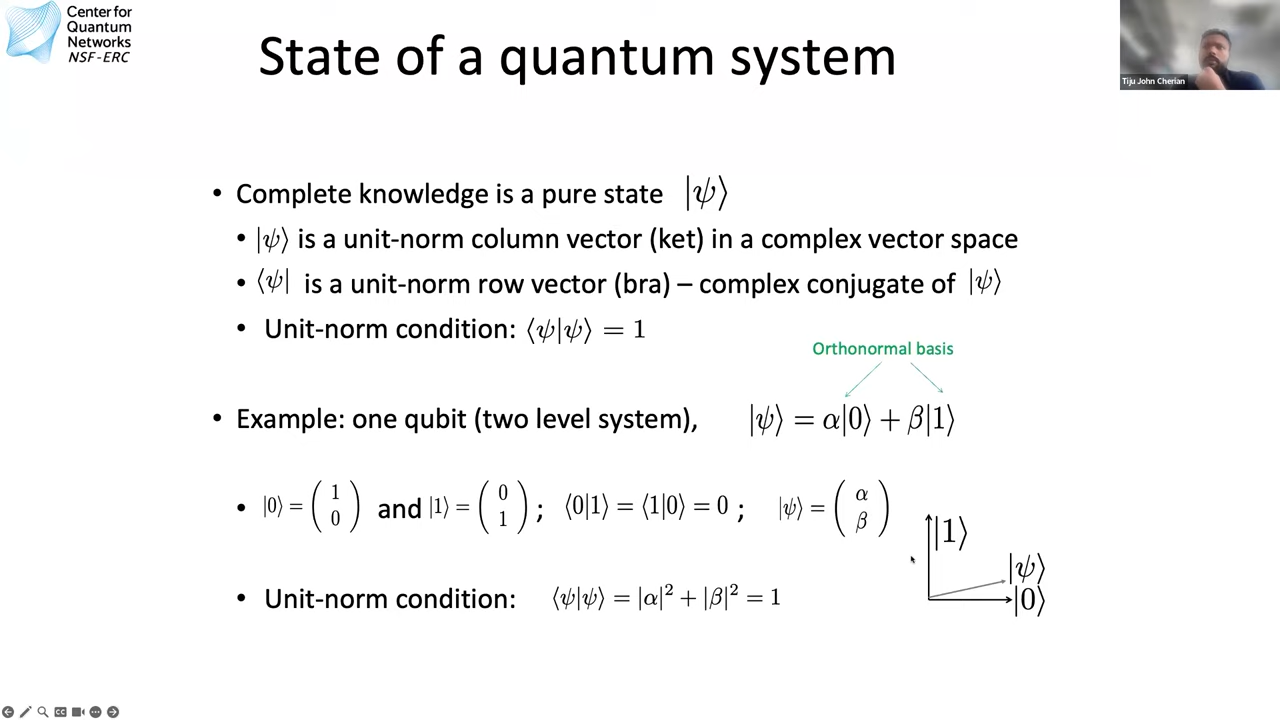 Center for
Quantum
Networks
NSF-ERC
State of a quantum system
Tiju John Cherian
• Complete knowledge is a pure state |ψ⟩
• |ψ⟩ is a unit-norm column vector (ket) in a complex vector space
• ⟨ψ| is a unit-norm row vector (bra) – complex conjugate of |ψ⟩
• Unit-norm condition: ⟨ψ|ψ⟩ = 1
Orthonormal basis
• Example: one qubit (two level system), |ψ⟩ = α|0⟩ + β|1⟩
• |0⟩ = ( 1 0 ) and |1⟩ = ( 0 1 ) ; ⟨0|1⟩ = ⟨1|0⟩ = 0 ; |ψ⟩ = ( α β )
|1⟩
|ψ⟩
|0⟩
• Unit-norm condition: ⟨ψ|ψ⟩ = |α|² + |β|² = 1
CC